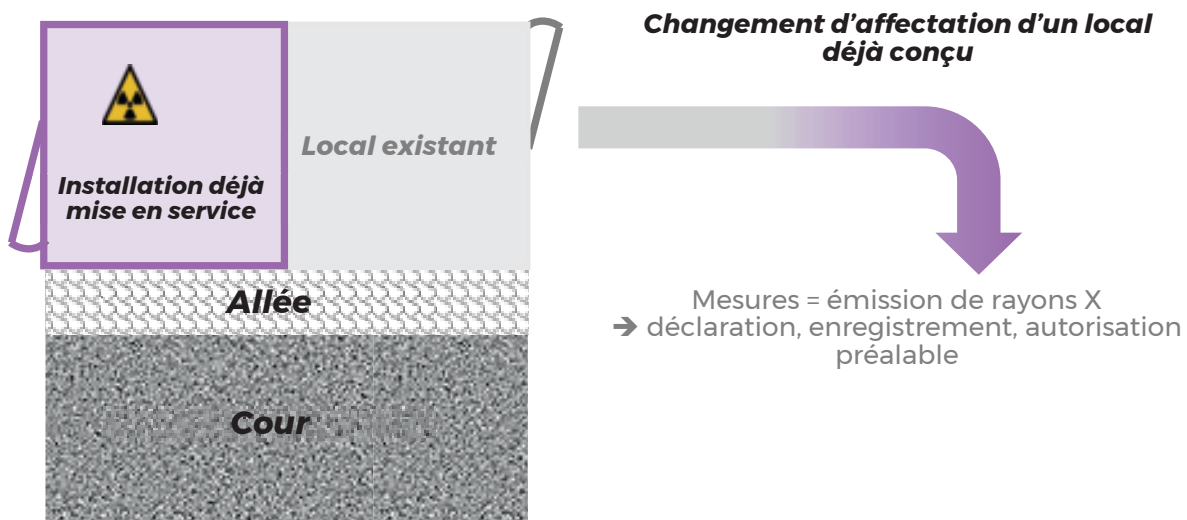 Changement d'affectation d'un local
déjà conçu
Local existant
Installation déjà
mise en service
Allée
Mesures = émission de rayons X
➔ déclaration, enregistrement, autorisation
préalable
Cour